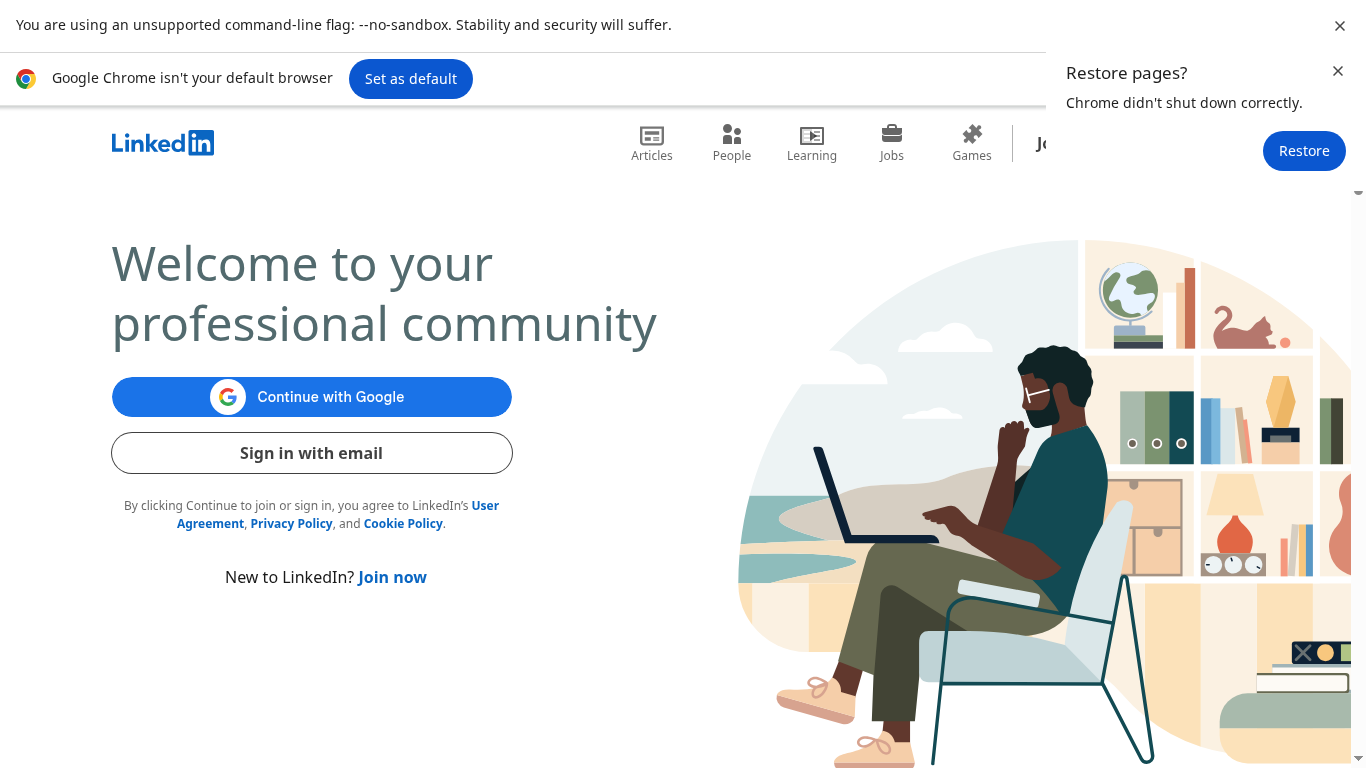 You are using an unsupported command-line flag: --no-sandbox. Stability and security will suffer.
Google Chrome isn't your default browser
Set as default
Restore pages?
Chrome didn't shut down correctly.
Restore
LinkedIn
Articles
People
Learning
Jobs
Games
Welcome to your
professional community
Continue with Google
Sign in with email
By clicking Continue to join or sign in, you agree to LinkedIn’s User
Agreement, Privacy Policy, and Cookie Policy.
New to LinkedIn? Join now